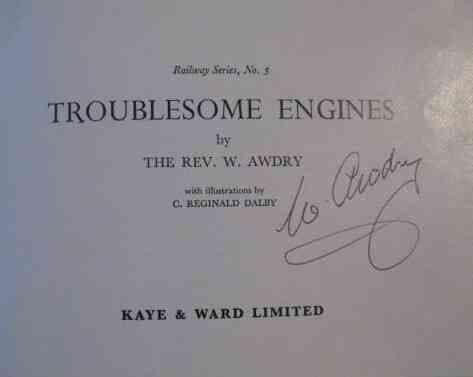 Railway Series, No. 5
TROUBLESOME ENGINES
by
THE REV. W. AWDRY
with illustrations by
C. REGINALD DALBY
W. Awdry
KAYE & WARD LIMITED